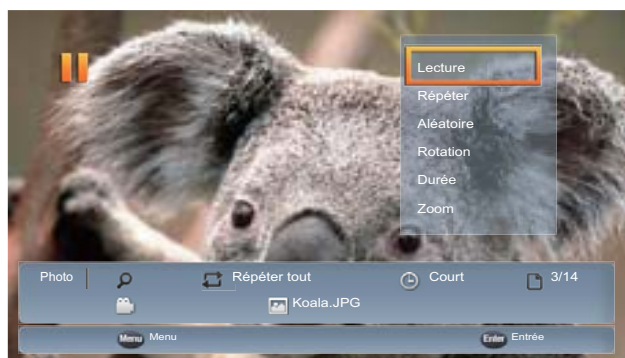 Lecture
Répéter
Aléatoire
Rotation
Durée
Zoom
Photo Répéter tout Court 3/14
Koala.JPG
Menu Menu Enter Entrée